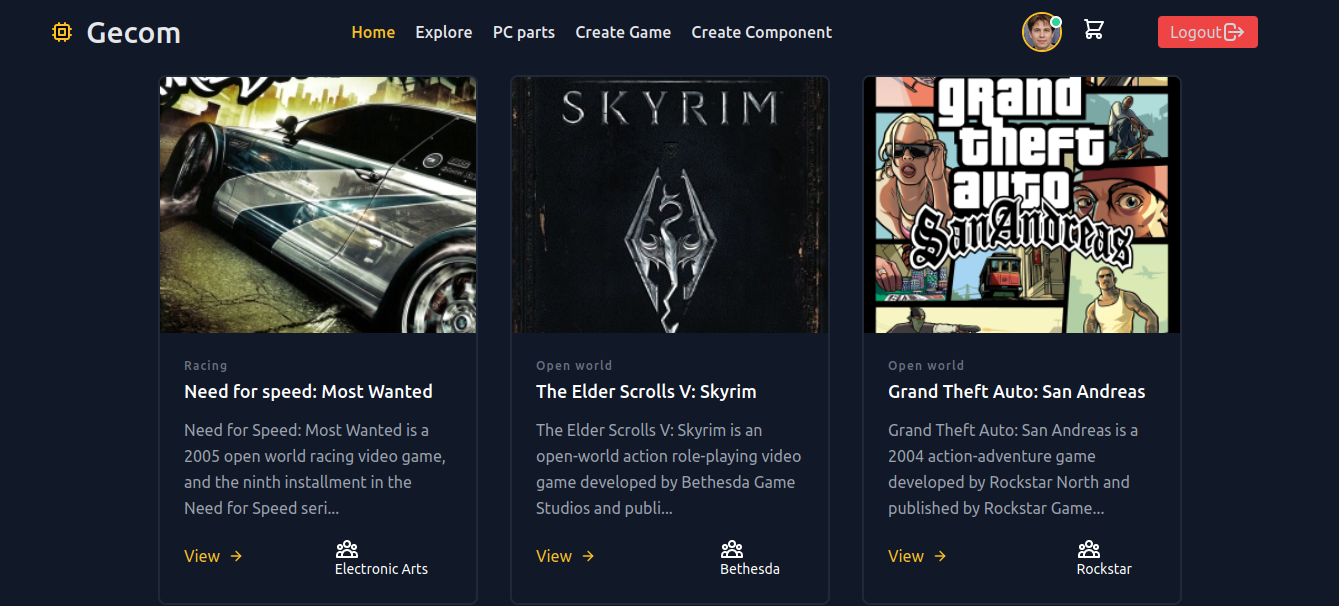 Gecom
Home Explore PC parts Create Game Create Component
Logout
SKYRIM
grand
theft
auto
San Andreas
Racing
Need for speed: Most Wanted
Need for Speed: Most Wanted is a
2005 open world racing video game,
and the ninth installment in the
Need for Speed seri...
View
Electronic Arts
Open world
The Elder Scrolls V: Skyrim
The Elder Scrolls V: Skyrim is an
open-world action role-playing video
game developed by Bethesda Game
Studios and publi...
View
Bethesda
Open world
Grand Theft Auto: San Andreas
Grand Theft Auto: San Andreas is a
2004 action-adventure game
developed by Rockstar North and
published by Rockstar Game...
View
Rockstar